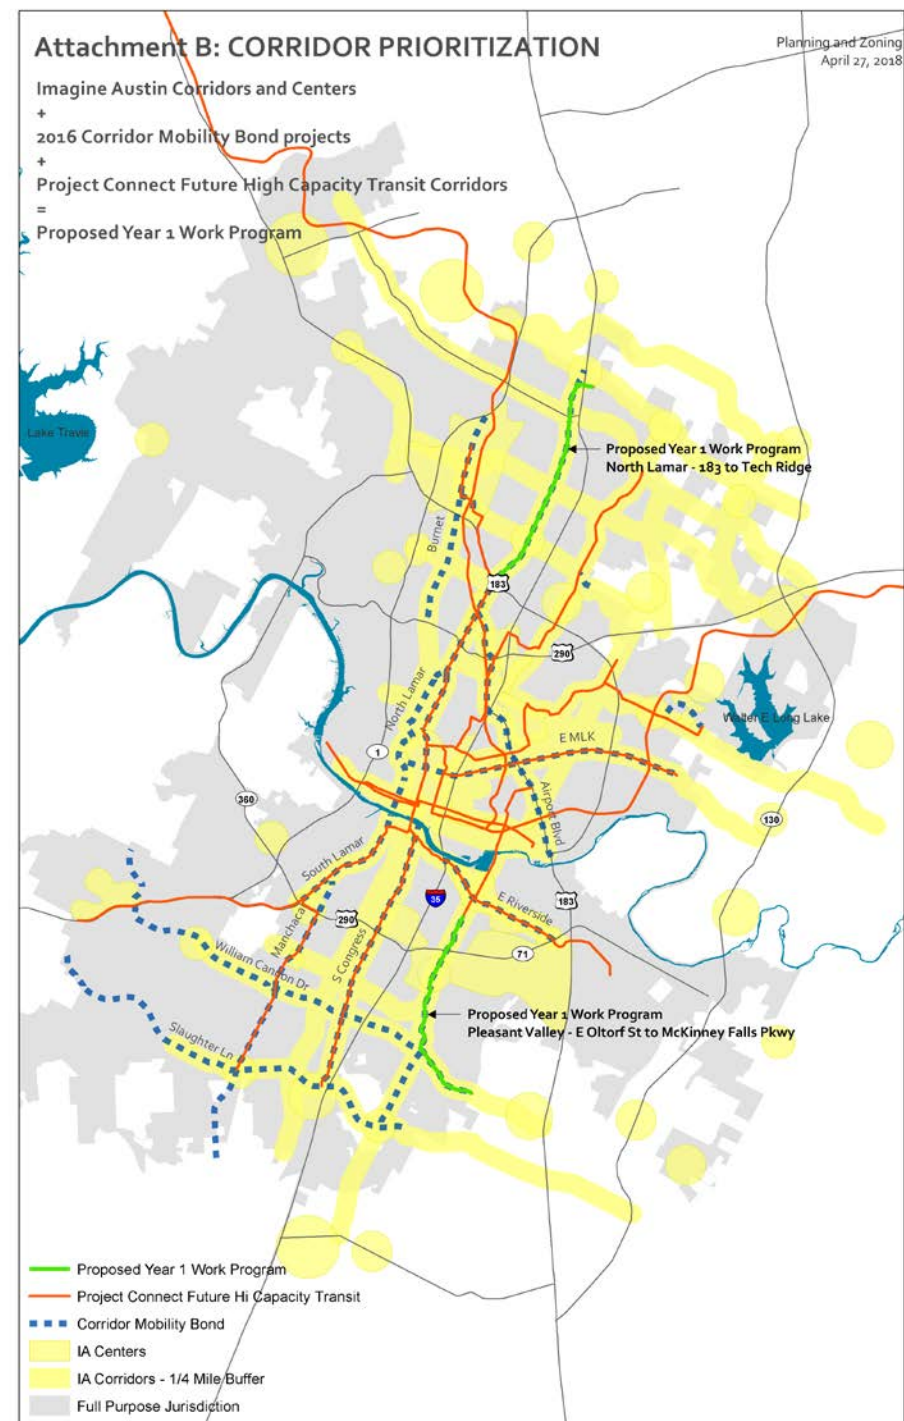 Attachment B: CORRIDOR PRIORITIZATION
Planning and Zoning
April 27, 2018
Imagine Austin Corridors and Centers
+
2016 Corridor Mobility Bond projects
+
Project Connect Future High Capacity Transit Corridors
=
Proposed Year 1 Work Program
Lake Travis
Proposed Year 1 Work Program
North Lamar - 183 to Tech Ridge
Burnet
183
290
North Lamar
Walter E Long Lake
E MLK
1
360
Airport Blvd
130
South Lamar
35
E Riverside
183
290
Manchaca
S Congress
71
William Cannon Dr
Proposed Year 1 Work Program
Pleasant Valley - E Oltorf St to McKinney Falls Pkwy
Slaughter Ln
Proposed Year 1 Work Program
Project Connect Future Hi Capacity Transit
Corridor Mobility Bond
IA Centers
IA Corridors - 1/4 Mile Buffer
Full Purpose Jurisdiction